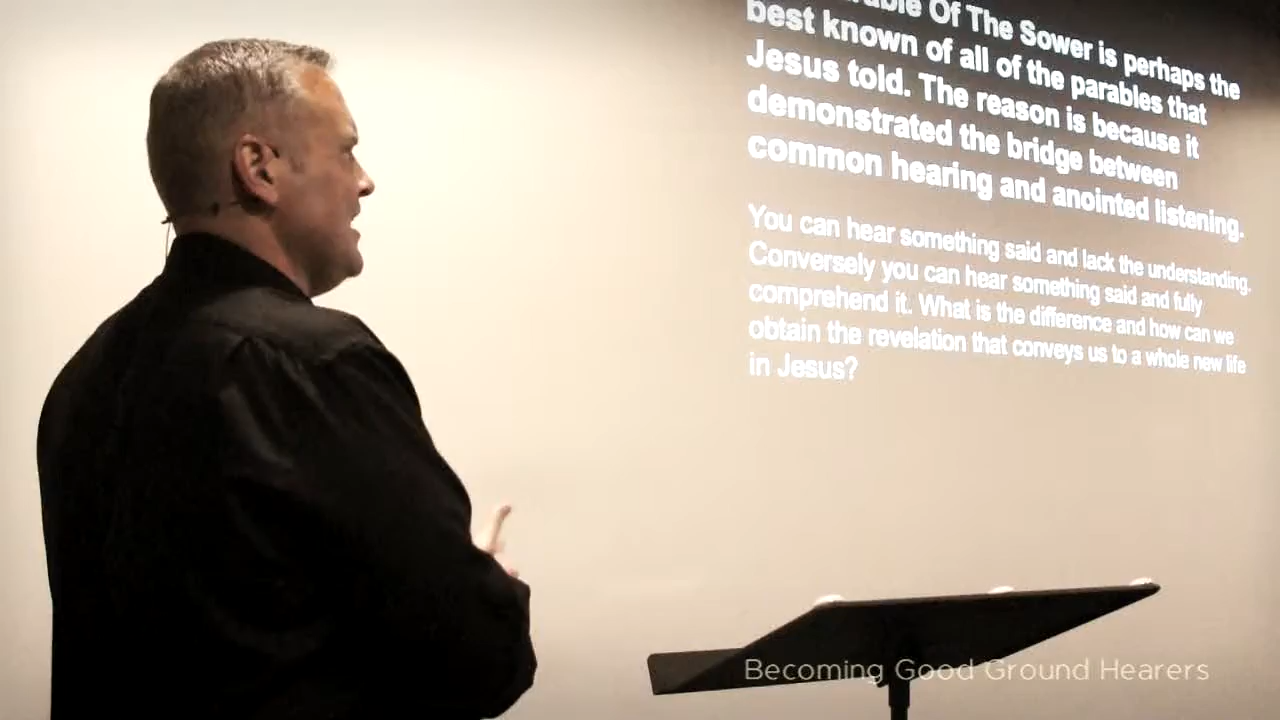 Of The Sower is perhaps the
best known of all of the parables that
Jesus told. The reason is because it
demonstrated the bridge between
common hearing and anointed listening.
You can hear something said and lack the understanding.
Conversely you can hear something said and fully
comprehend it. What is the difference and how can we
obtain the revelation that conveys us to a whole new life
in Jesus?
Becoming Good Ground Hearers